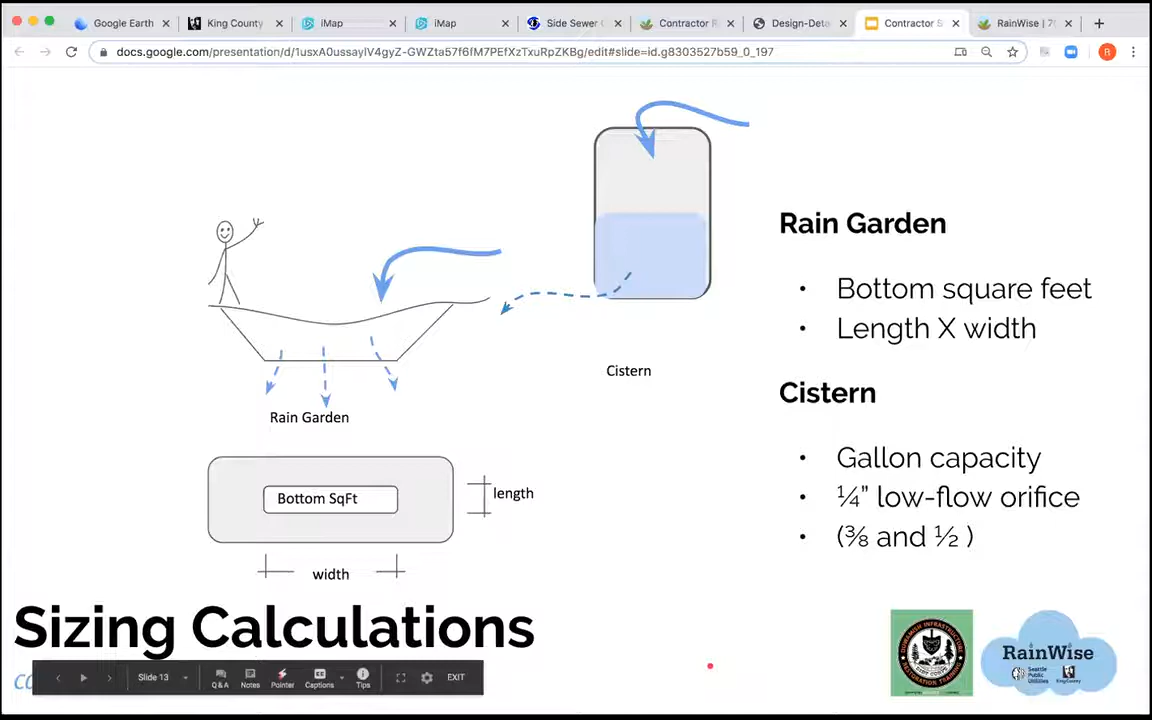 Google Earth
King County
iMap
iMap
Side Sewer
Contractor R
Design-Deta
Contractor S
RainWise | 7
docs.google.com/presentation/d/1usxA0ussaylV4gyZ-GWZta57f6fM7PEfXzTxuRpZKBg/edit#slide=id.g8303527b59_0_197
R
Rain Garden
• Bottom square feet
• Length X width
Cistern
Cistern
• Gallon capacity
• ¼” low-flow orifice
• (⅜ and ½ )
Rain Garden
Bottom SqFt
length
width
Sizing Calculations
Slide 13
Q&A
Notes
Pointer
Captions
Tips
EXIT
RainWise
Seattle
Public
Utilities
King County